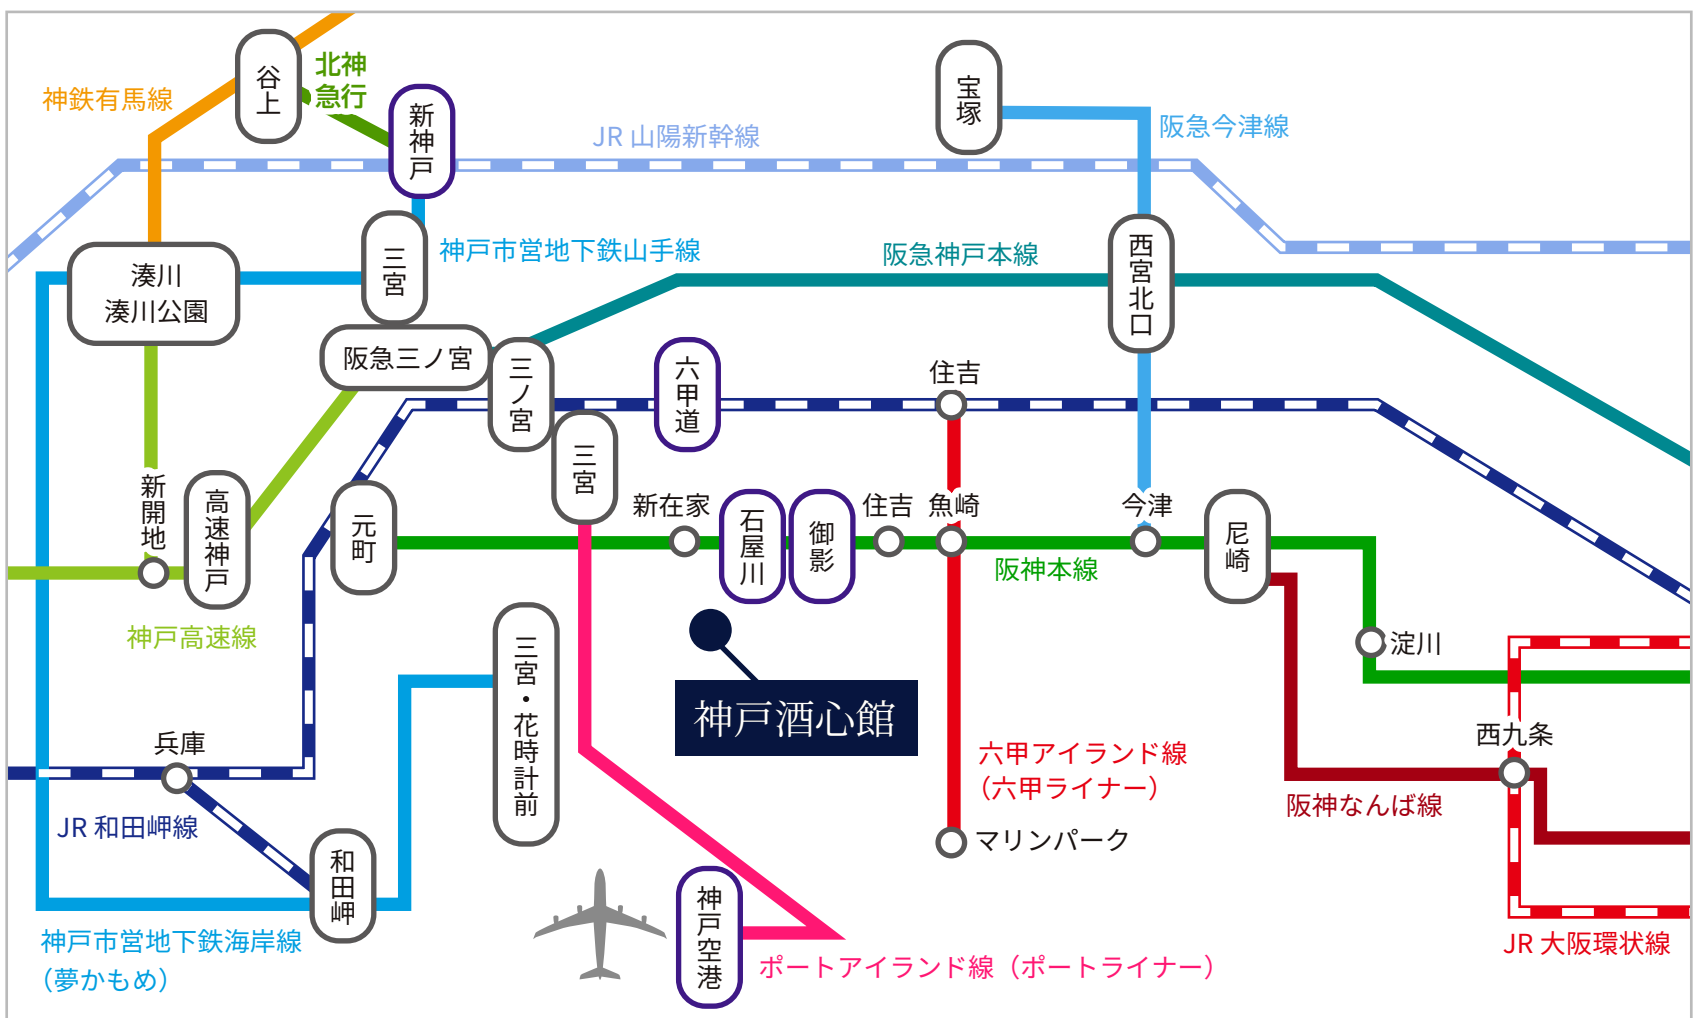 谷上
北神
急行
神鉄有馬線
新神戸
JR 山陽新幹線
宝塚
阪急今津線
三宮
神戸市営地下鉄山手線
阪急神戸本線
西宮北口
湊川
湊川公園
阪急三ノ宮
三ノ宮
六甲道
住吉
三宮
新開地
高速神戸
元町
新在家
石屋川
御影
住吉
魚崎
今津
尼崎
阪神本線
神戸高速線
淀川
三宮・花時計前
神戸酒心館
西九条
兵庫
六甲アイランド線
(六甲ライナー)
阪神なんば線
JR 和田岬線
マリンパーク
和田岬
神戸空港
神戸市営地下鉄海岸線
(夢かもめ)
ポートアイランド線(ポートライナー)
JR 大阪環状線